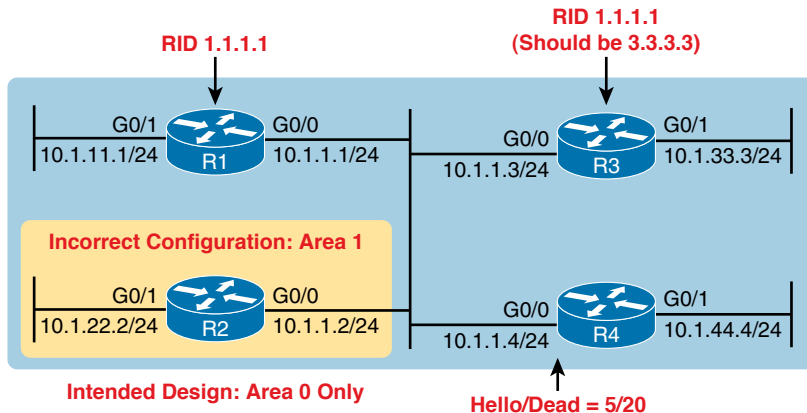 RID 1.1.1.1
RID 1.1.1.1
(Should be 3.3.3.3)
G0/1
10.1.11.1/24
R1
G0/0
10.1.1.1/24
G0/0
10.1.1.3/24
R3
G0/1
10.1.33.3/24
Incorrect Configuration: Area 1
G0/1
10.1.22.2/24
R2
G0/0
10.1.1.2/24
G0/0
10.1.1.4/24
R4
G0/1
10.1.44.4/24
Intended Design: Area 0 Only
Hello/Dead = 5/20